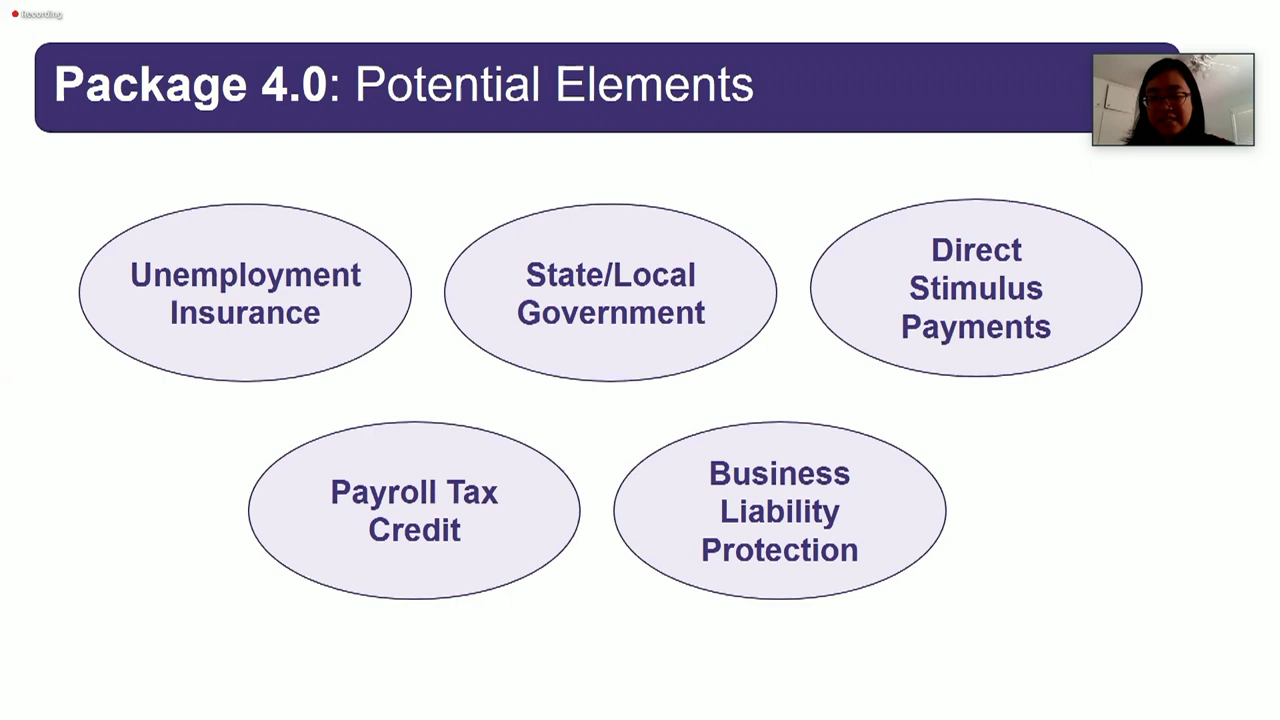 Recording
Package 4.0: Potential Elements
Unemployment
Insurance
State/Local
Government
Direct
Stimulus
Payments
Payroll Tax
Credit
Business
Liability
Protection